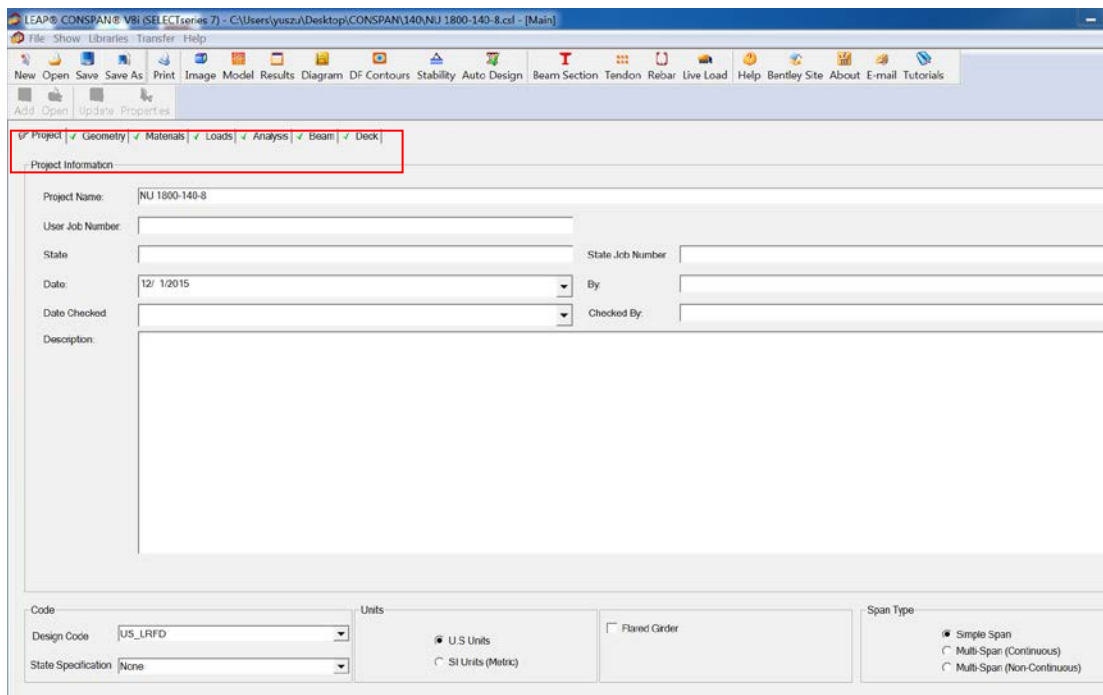 LEAP® CONSPAN® V8i (SELECTseries 7) - C:\Users\yuszu\Desktop\CONSPAN\140\NU 1800-140-8.csl - [Main]
File Show Libraries Transfer Help
New Open Save Save As Print Image Model Results Diagram DF Contours Stability Auto Design Beam Section Tendon Rebar Live Load Help Bentley Site About E-mail Tutorials
Add Open Update Properties
Project Geometry Materials Loads Analysis Beam Deck
Project Information
Project Name: NU 1800-140-8
User Job Number:
State State Job Number
Date: 12/ 1/2015 By:
Date Checked Checked By:
Description:
Code Units Span Type
Design Code US_LRFD U.S Units Flared Girder Simple Span
State Specification None SI Units (Metric) Multi-Span (Continuous)
Multi-Span (Non-Continuous)